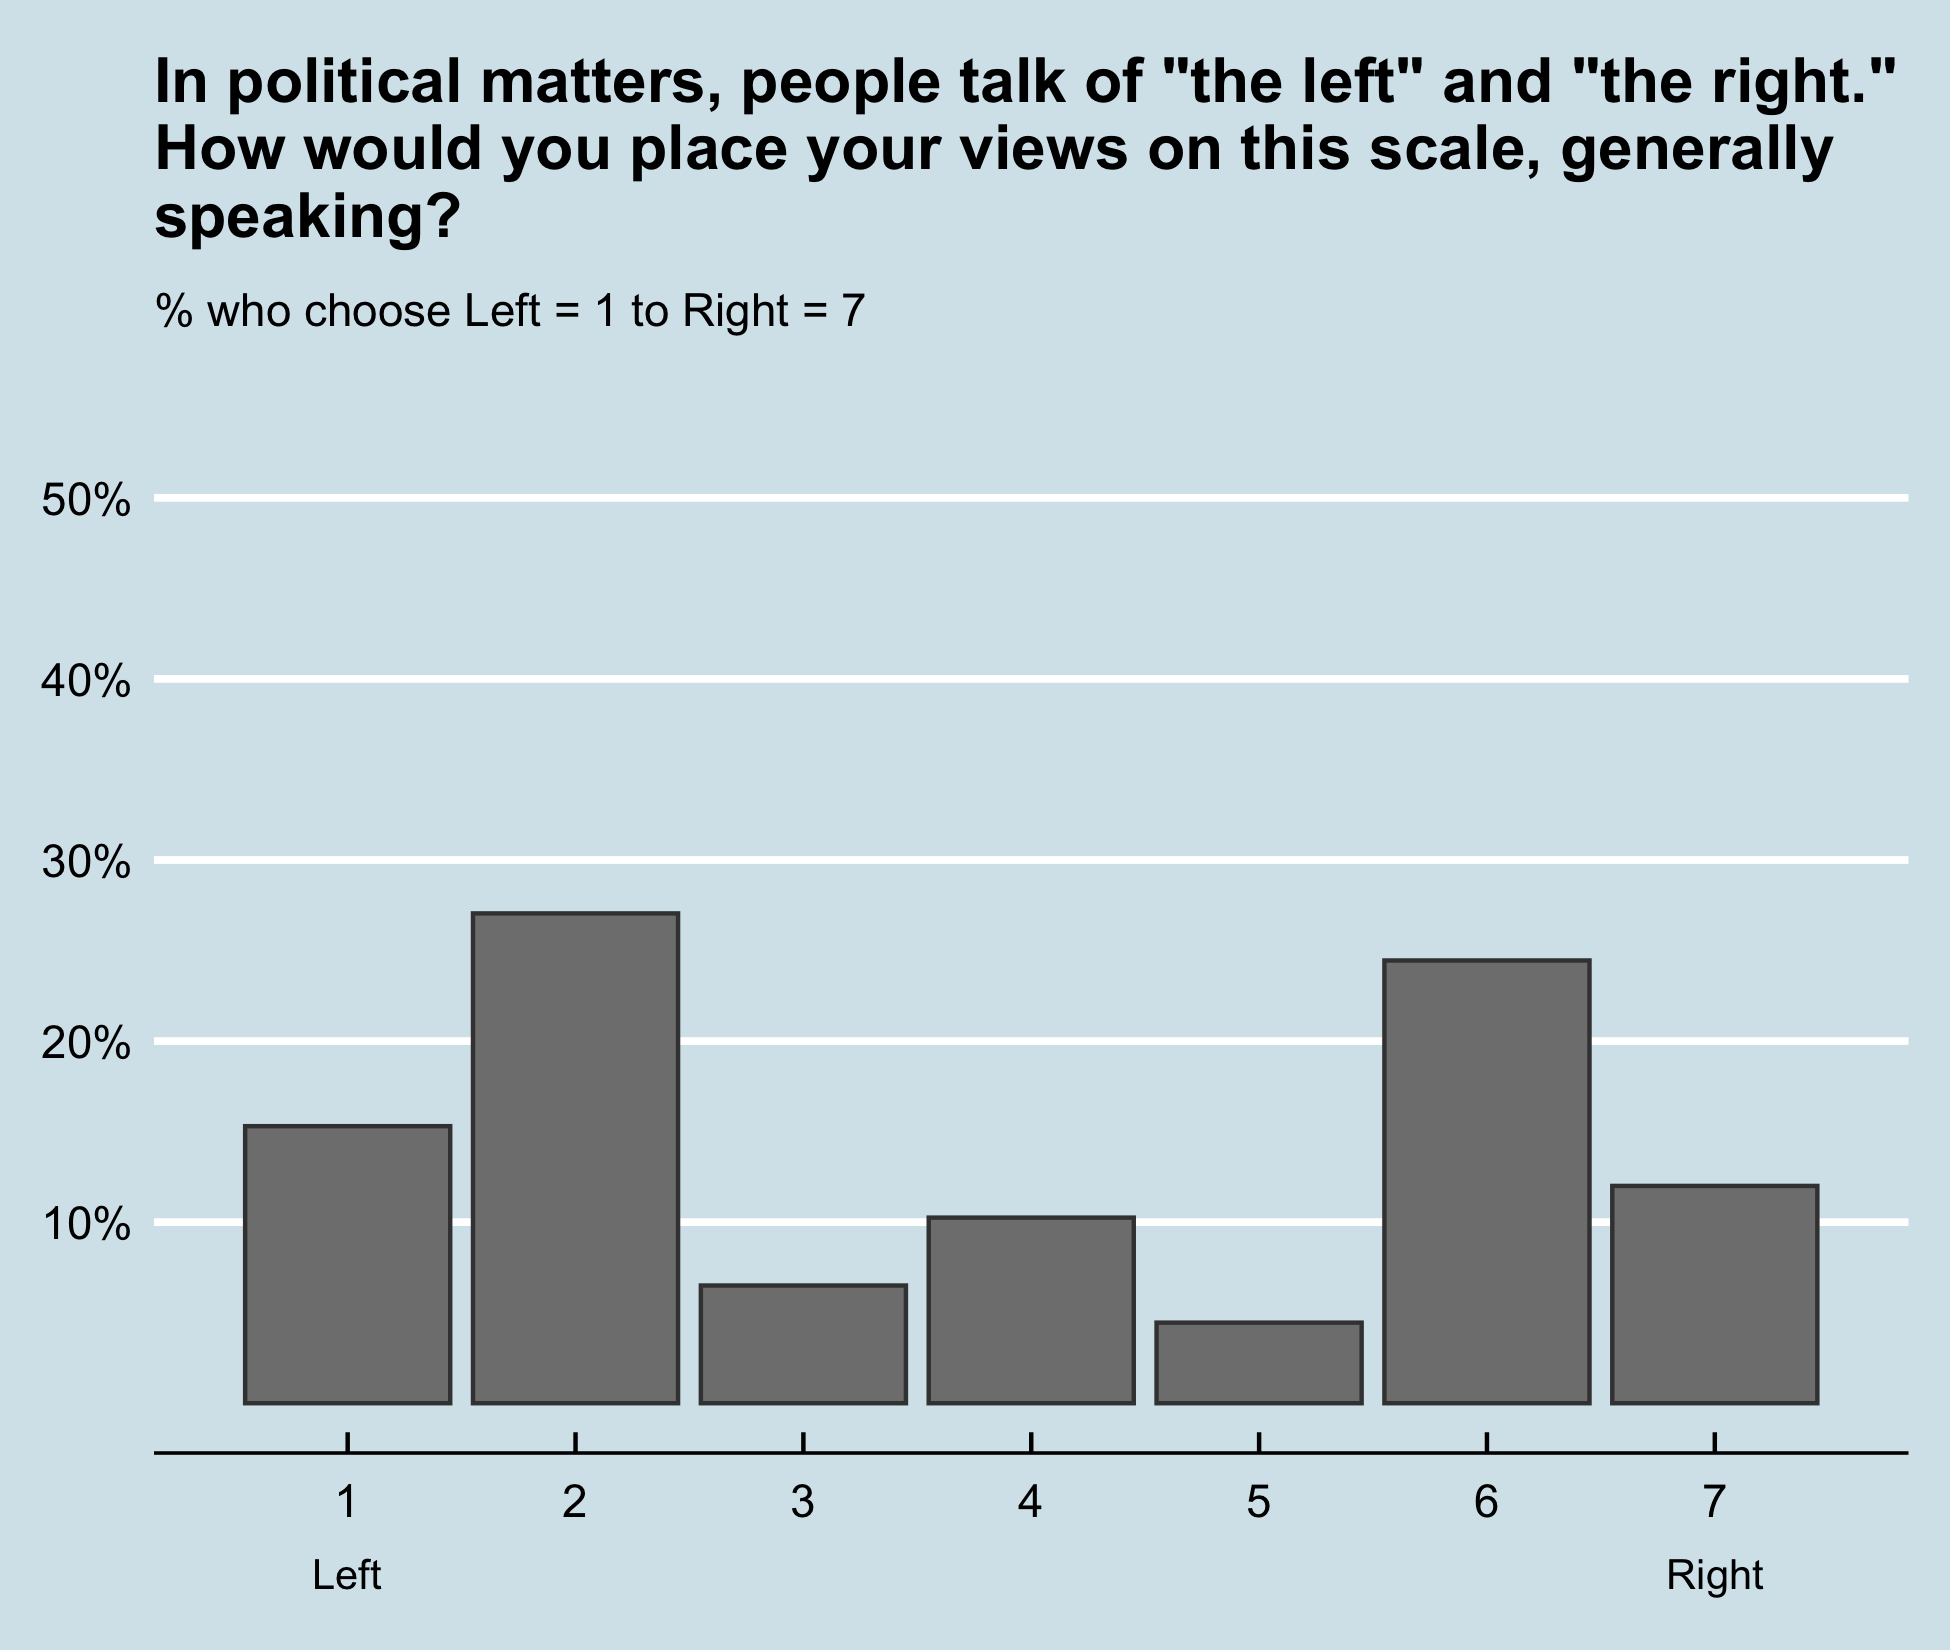 In political matters, people talk of "the left" and "the right."
How would you place your views on this scale, generally
speaking?
% who choose Left = 1 to Right = 7
50%
40%
30%
20%
10%
1 2 3 4 5 6 7
Left Right